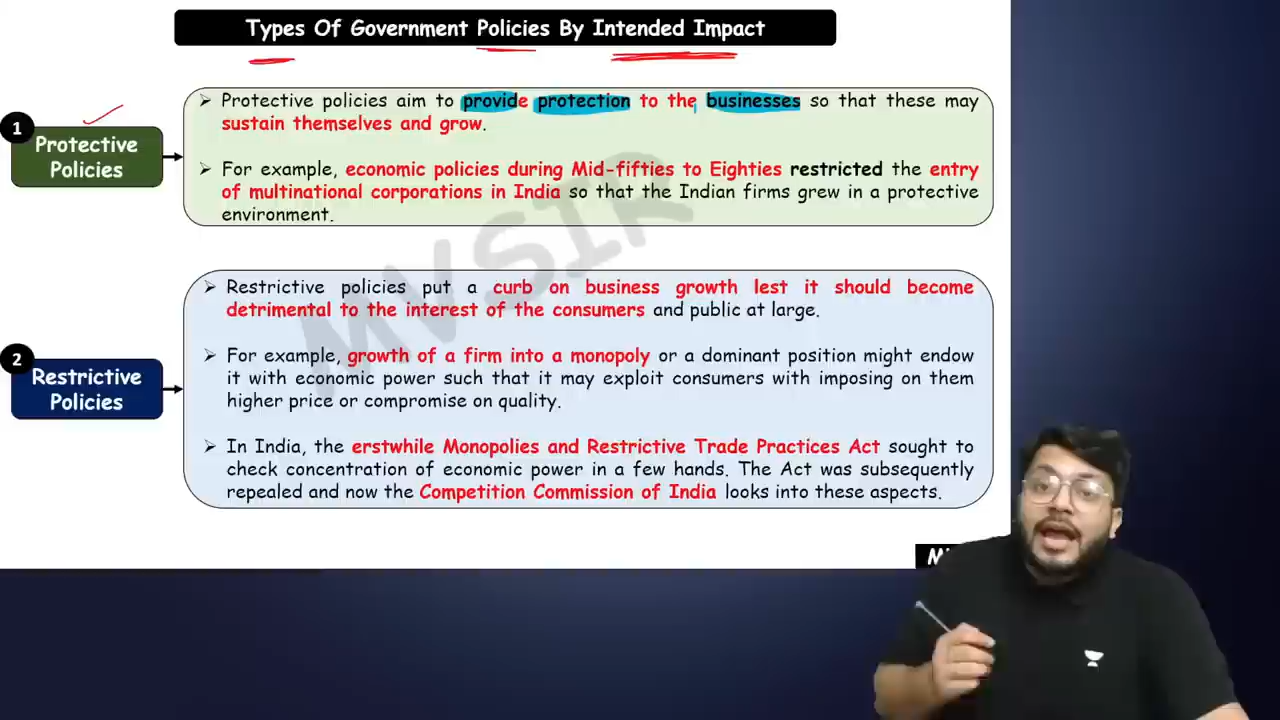 Types Of Government Policies By Intended Impact
1
Protective
Policies
➢ Protective policies aim to provide protection to the businesses so that these may
sustain themselves and grow.
➢ For example, economic policies during Mid-fifties to Eighties restricted the entry
of multinational corporations in India so that the Indian firms grew in a protective
environment.
2
Restrictive
Policies
➢ Restrictive policies put a curb on business growth lest it should become
detrimental to the interest of the consumers and public at large.
➢ For example, growth of a firm into a monopoly or a dominant position might endow
it with economic power such that it may exploit consumers with imposing on them
higher price or compromise on quality.
➢ In India, the erstwhile Monopolies and Restrictive Trade Practices Act sought to
check concentration of economic power in a few hands. The Act was subsequently
repealed and now the Competition Commission of India looks into these aspects.
MVSIR